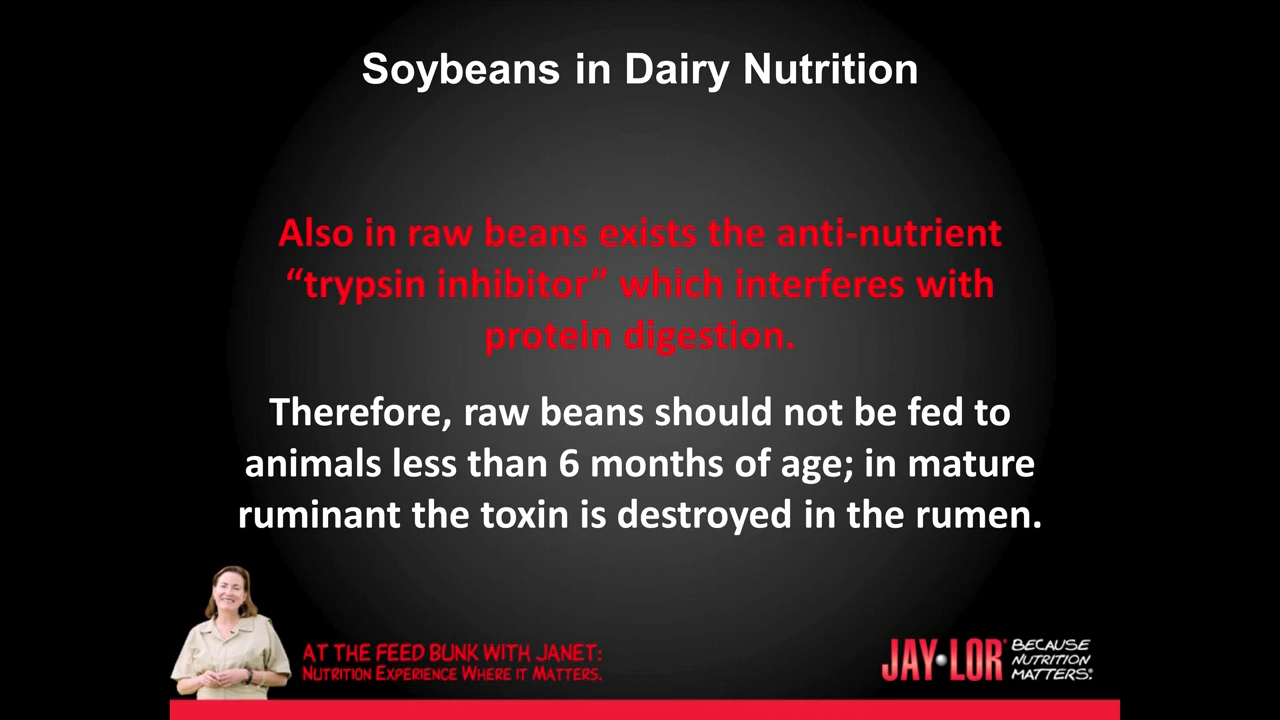 Soybeans in Dairy Nutrition
Also in raw beans exists the anti-nutrient
“trypsin inhibitor” which interferes with
protein digestion.
Therefore, raw beans should not be fed to
animals less than 6 months of age; in mature
ruminant the toxin is destroyed in the rumen.
AT THE FEED BUNK WITH JANET:
NUTRITION EXPERIENCE WHERE IT MATTERS.
JAY•LOR®
BECAUSE
NUTRITION
MATTERS.®